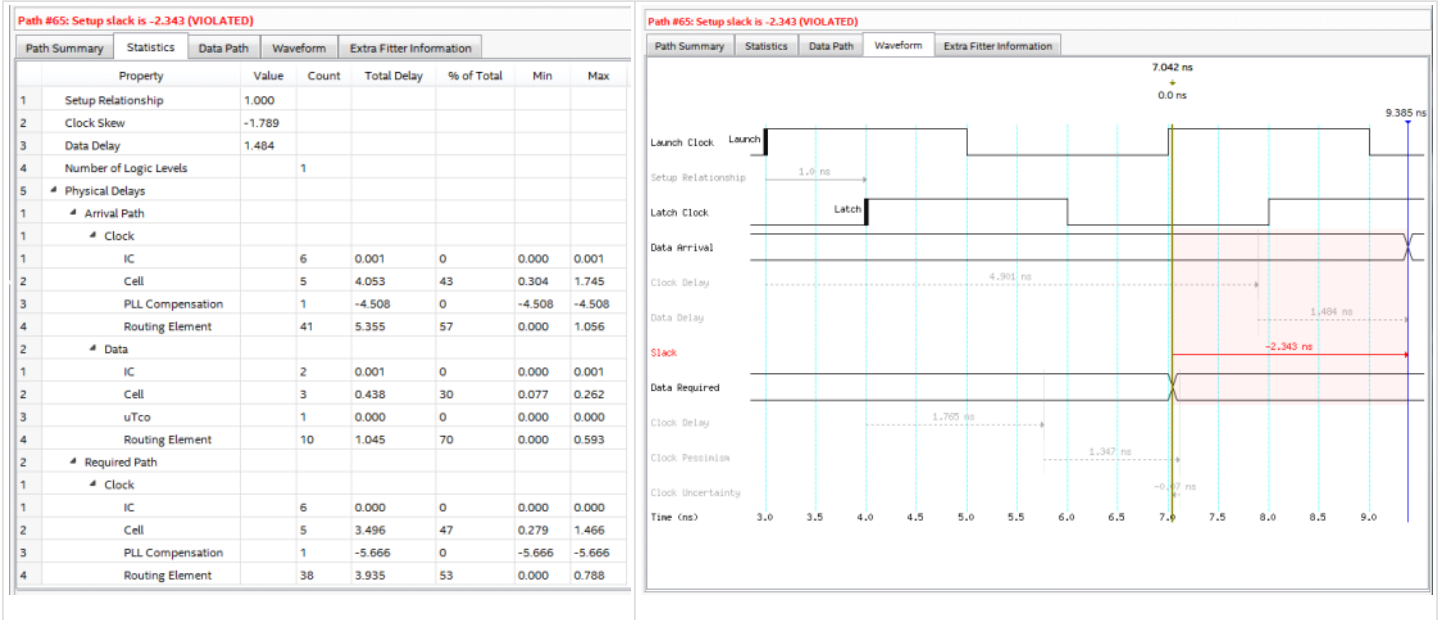 Path #65: Setup slack is -2.343 (VIOLATED)
Path Summary Statistics Data Path Waveform Extra Fitter Information
Property Value Count Total Delay % of Total Min Max
1 Setup Relationship 1.000
2 Clock Skew -1.789
3 Data Delay 1.484
4 Number of Logic Levels 1
5 Physical Delays
1 Arrival Path
1 Clock
1 IC 6 0.001 0 0.000 0.001
2 Cell 5 4.053 43 0.304 1.745
3 PLL Compensation 1 -4.508 0 -4.508 -4.508
4 Routing Element 41 5.355 57 0.000 1.056
2 Data
1 IC 2 0.001 0 0.000 0.001
2 Cell 3 0.438 30 0.077 0.262
3 uTco 1 0.000 0 0.000 0.000
4 Routing Element 10 1.045 70 0.000 0.593
2 Required Path
1 Clock
1 IC 6 0.000 0 0.000 0.000
2 Cell 5 3.496 47 0.279 1.466
3 PLL Compensation 1 -5.666 0 -5.666 -5.666
4 Routing Element 38 3.935 53 0.000 0.788
Path #65: Setup slack is -2.343 (VIOLATED)
Path Summary Statistics Data Path Waveform Extra Fitter Information
7.042 ns
0.0 ns
9.385 ns
Launch Clock Launch
Setup Relationship 1.0 ns
Latch Clock Latch
Data Arrival
Clock Delay 4.901 ns
Data Delay 1.484 ns
Slack -2.343 ns
Data Required
Clock Delay 1.765 ns
Clock Pessimism 1.347 ns
Clock Uncertainty -0.07 ns
Time (ns) 3.0 3.5 4.0 4.5 5.0 5.5 6.0 6.5 7.0 7.5 8.0 8.5 9.0